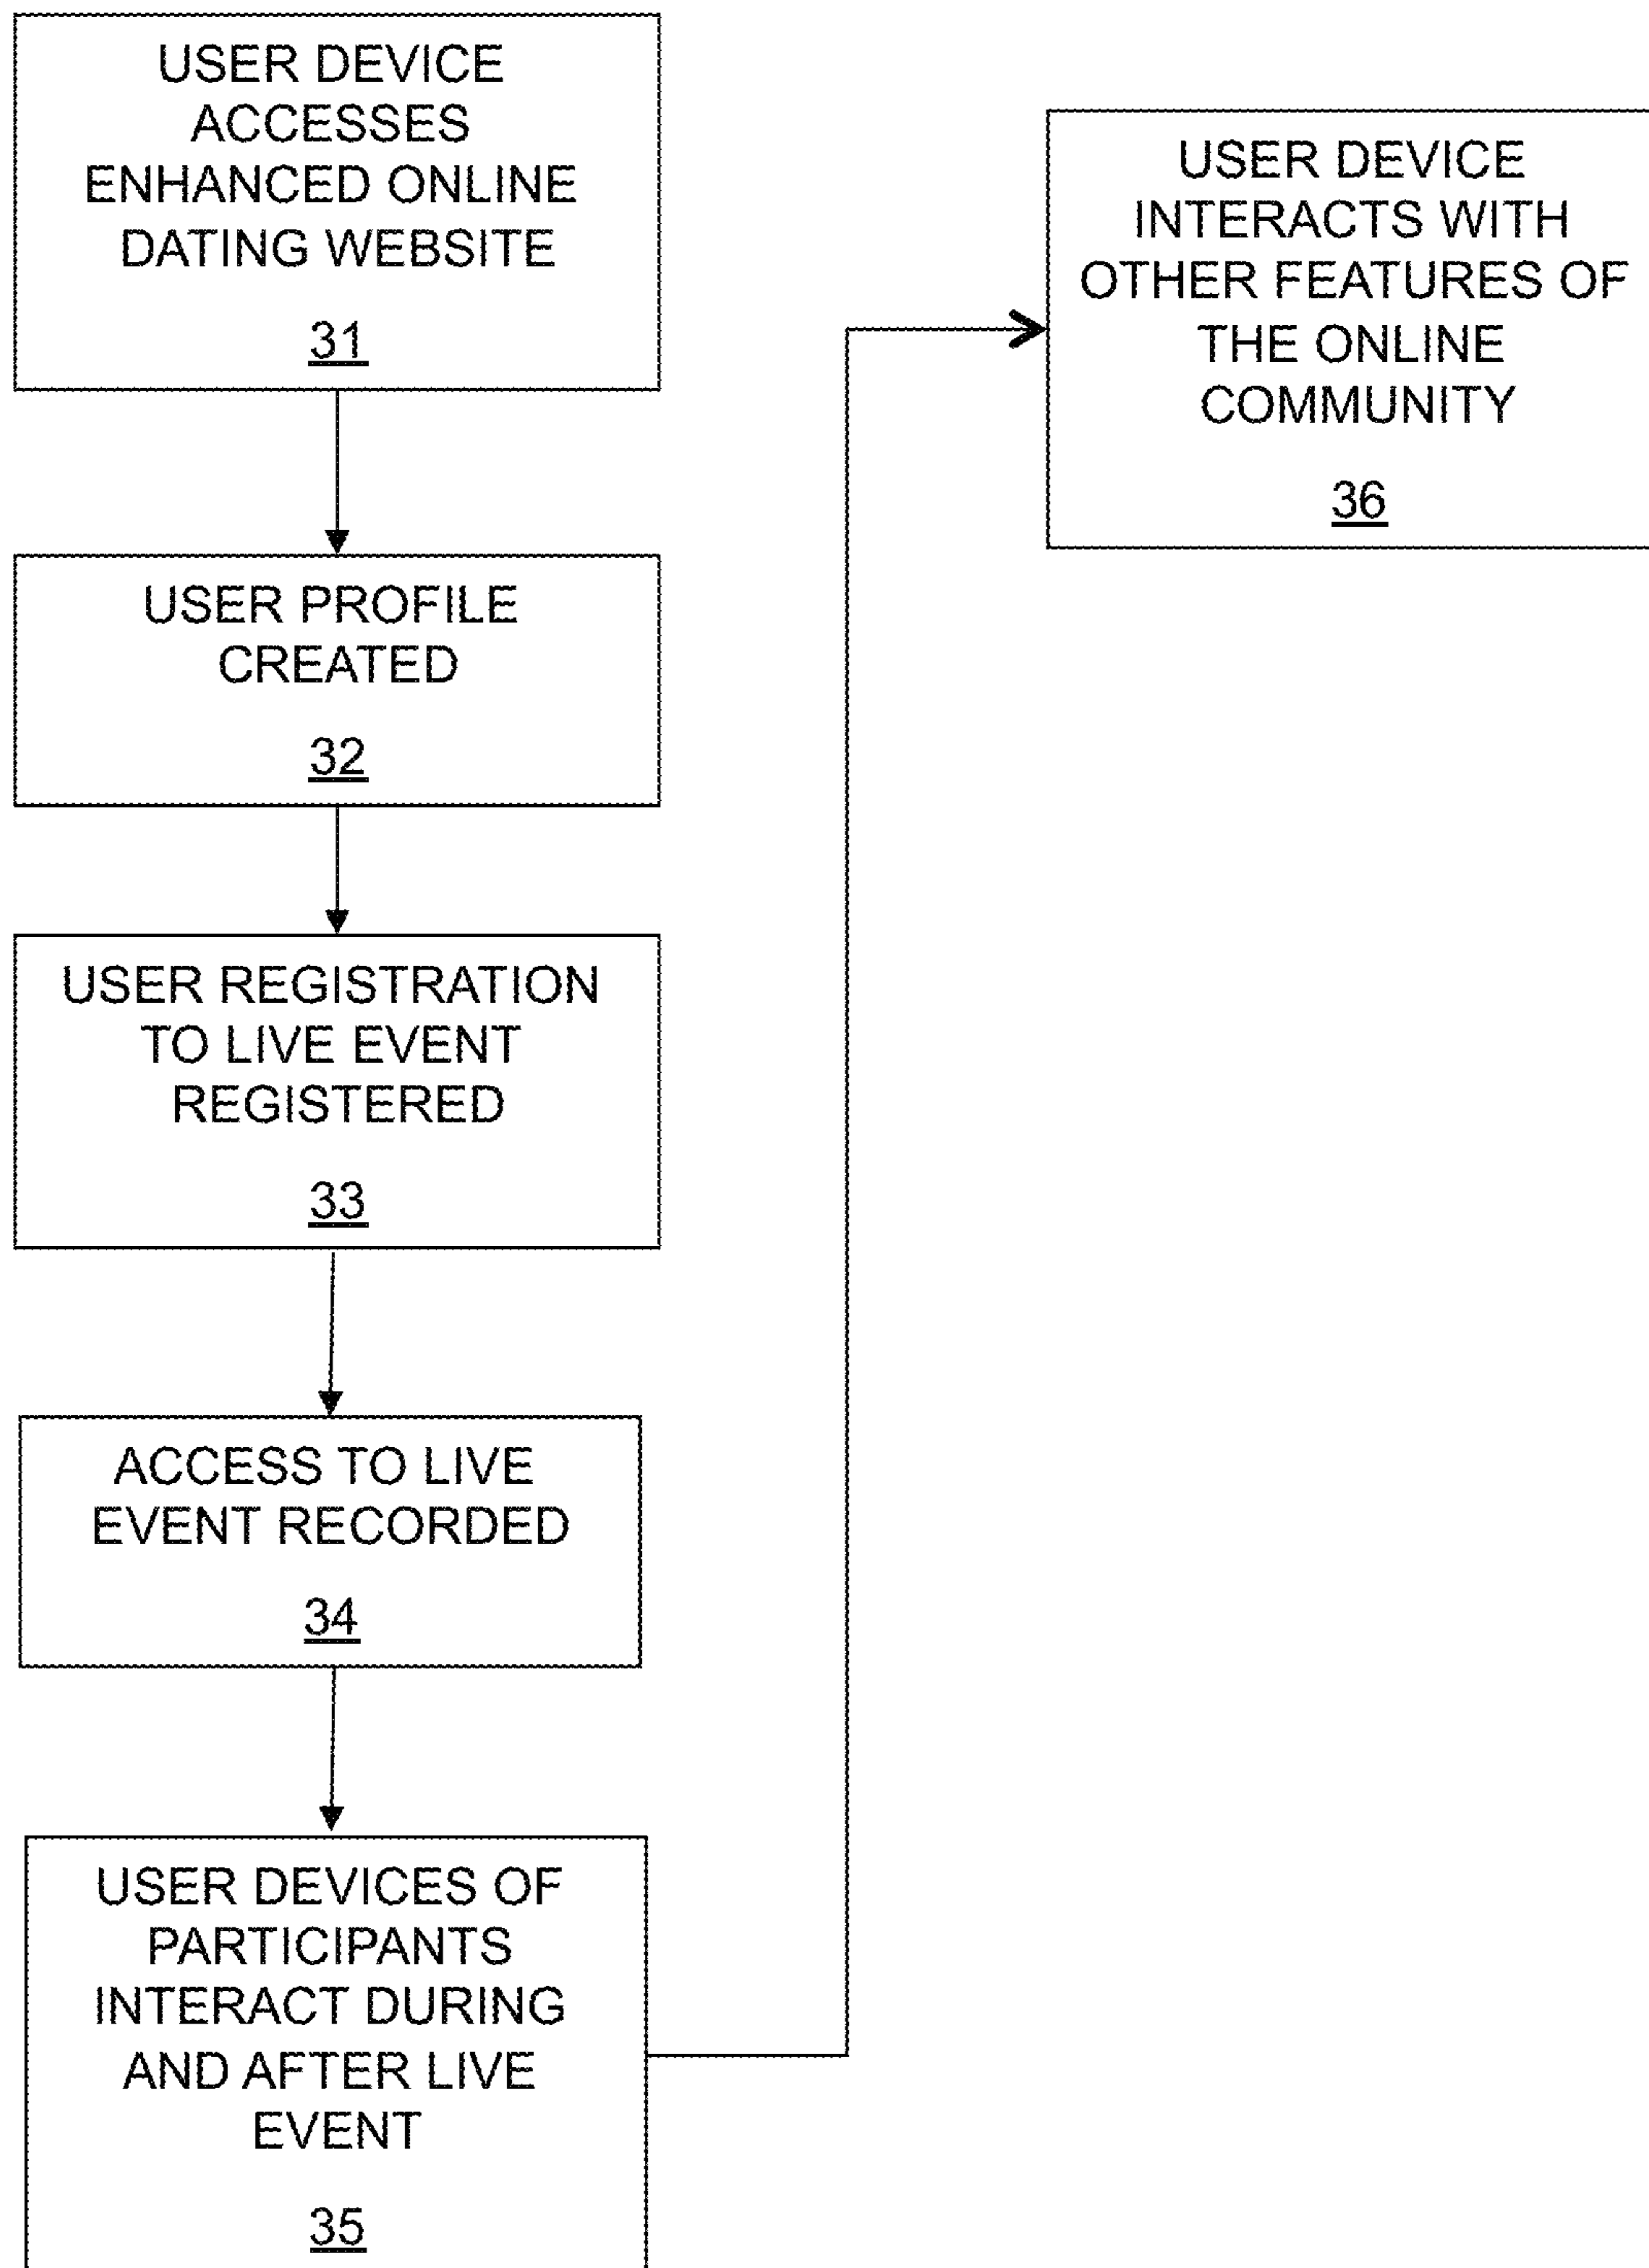 USER DEVICE
ACCESSES
ENHANCED ONLINE
DATING WEBSITE
31
USER PROFILE
CREATED
32
USER REGISTRATION
TO LIVE EVENT
REGISTERED
33
ACCESS TO LIVE
EVENT RECORDED
34
USER DEVICES OF
PARTICIPANTS
INTERACT DURING
AND AFTER LIVE
EVENT
35
USER DEVICE
INTERACTS WITH
OTHER FEATURES OF
THE ONLINE
COMMUNITY
36